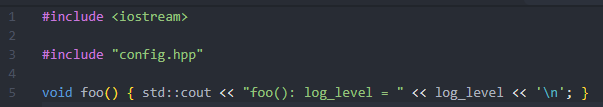 1 #include <iostream>
2
3 #include "config.hpp"
4
5 void foo() { std::cout << "foo(): log_level = " << log_level << '\n'; }